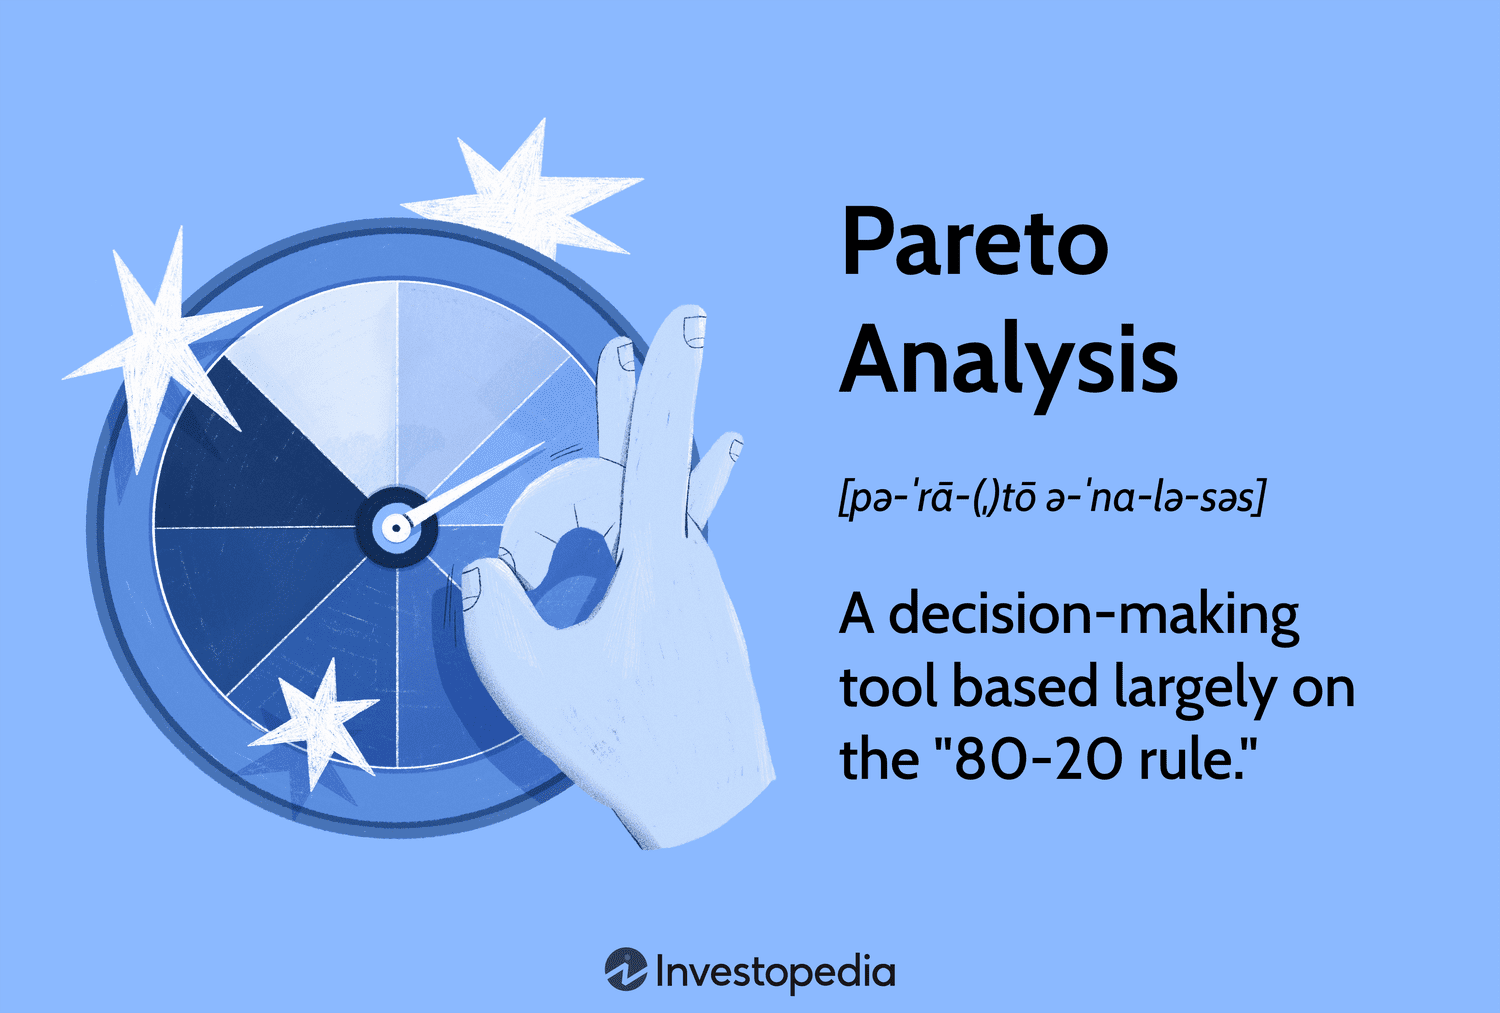 Pareto
Analysis
[pə-ˈrā-(ˌ)tō ə-ˈna-lə-səs]
A decision-making
tool based largely on
the "80-20 rule."
Investopedia